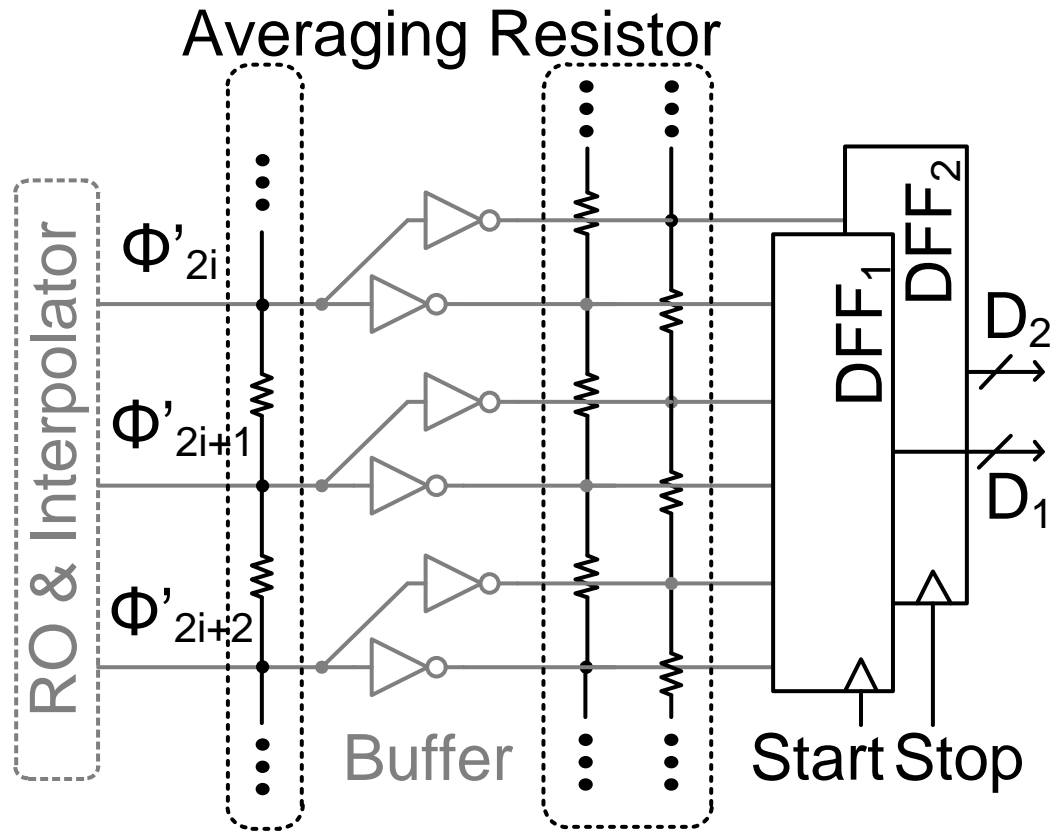 Averaging Resistor
RO & Interpolator
Φ'2i
Φ'2i+1
Φ'2i+2
Buffer
DFF1
DFF2
D2
D1
Start
Stop